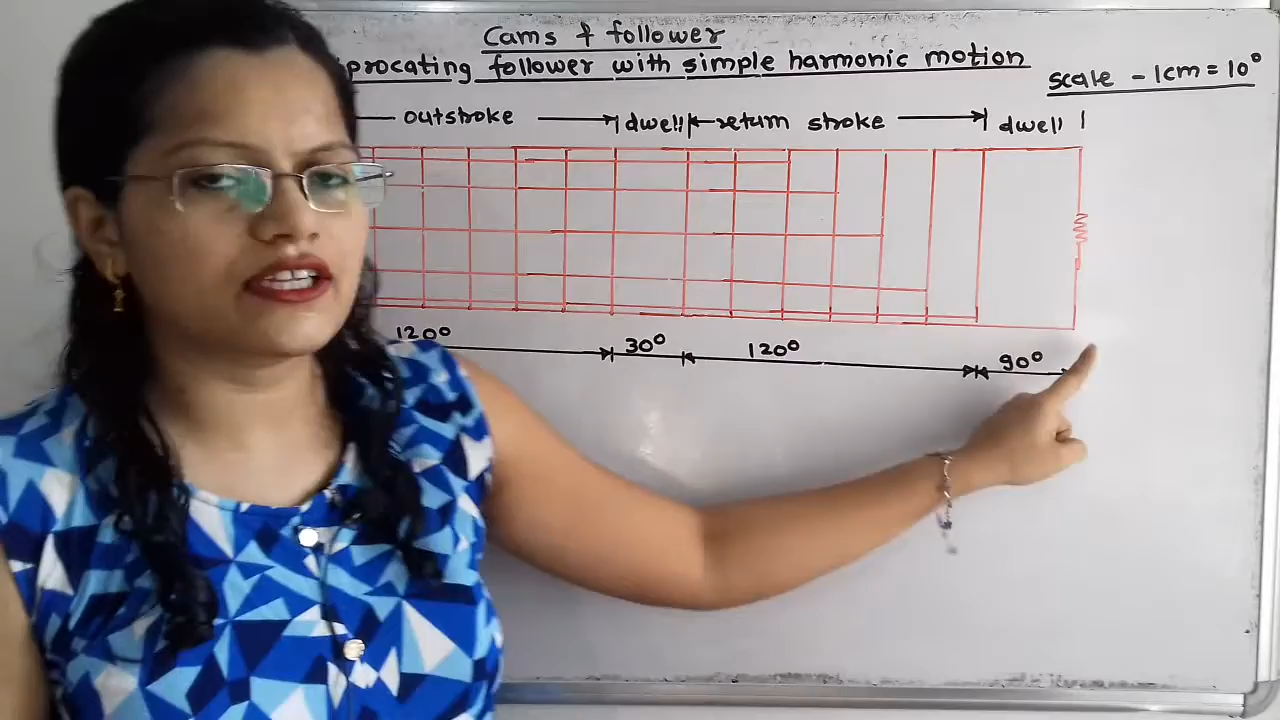 Cams & follower
procating follower with simple harmonic motion
scale - 1cm = 10°
outstroke dwell return stroke dwell
120° 30° 120° 90°